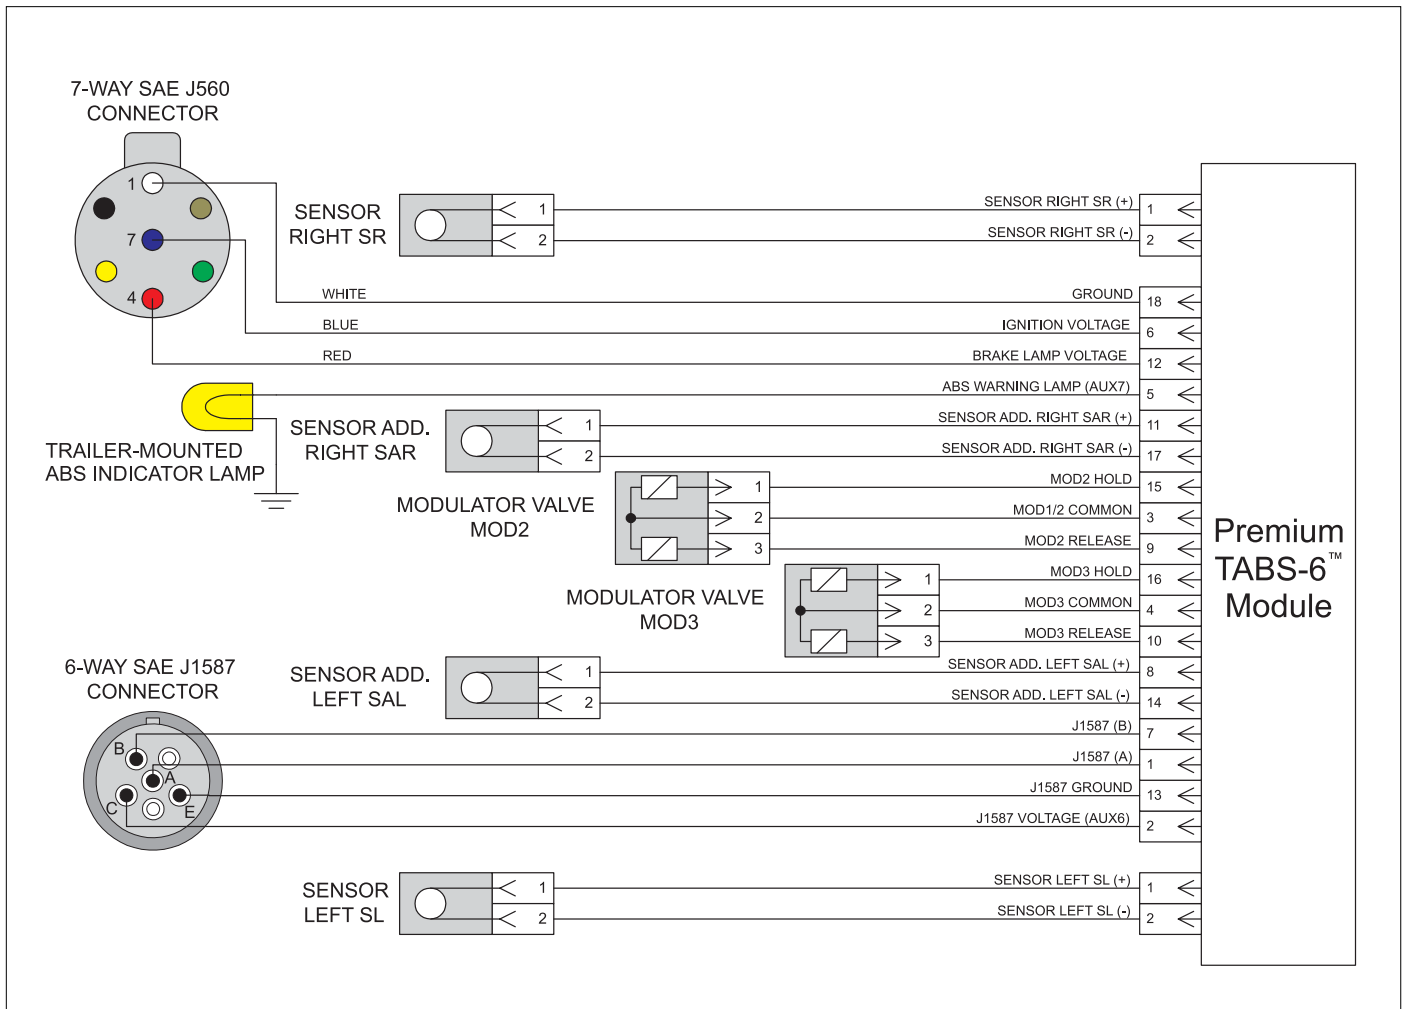 7-WAY SAE J560
CONNECTOR
1
7
4
SENSOR
RIGHT SR
1
2
SENSOR RIGHT SR (+)
1
SENSOR RIGHT SR (-)
2
WHITE
GROUND
18
BLUE
IGNITION VOLTAGE
6
RED
BRAKE LAMP VOLTAGE
12
ABS WARNING LAMP (AUX7)
5
TRAILER-MOUNTED
ABS INDICATOR LAMP
SENSOR ADD.
RIGHT SAR
1
2
SENSOR ADD. RIGHT SAR (+)
11
SENSOR ADD. RIGHT SAR (-)
17
MODULATOR VALVE
MOD2
1
2
3
MOD2 HOLD
15
MOD1/2 COMMON
3
MOD2 RELEASE
9
MODULATOR VALVE
MOD3
1
2
3
MOD3 HOLD
16
MOD3 COMMON
4
MOD3 RELEASE
10
Premium
TABS-6™
Module
SENSOR ADD.
LEFT SAL
1
2
SENSOR ADD. LEFT SAL (+)
8
SENSOR ADD. LEFT SAL (-)
14
6-WAY SAE J1587
CONNECTOR
B
A
C
E
J1587 (B)
7
J1587 (A)
1
J1587 GROUND
13
J1587 VOLTAGE (AUX6)
2
SENSOR
LEFT SL
1
2
SENSOR LEFT SL (+)
1
SENSOR LEFT SL (-)
2